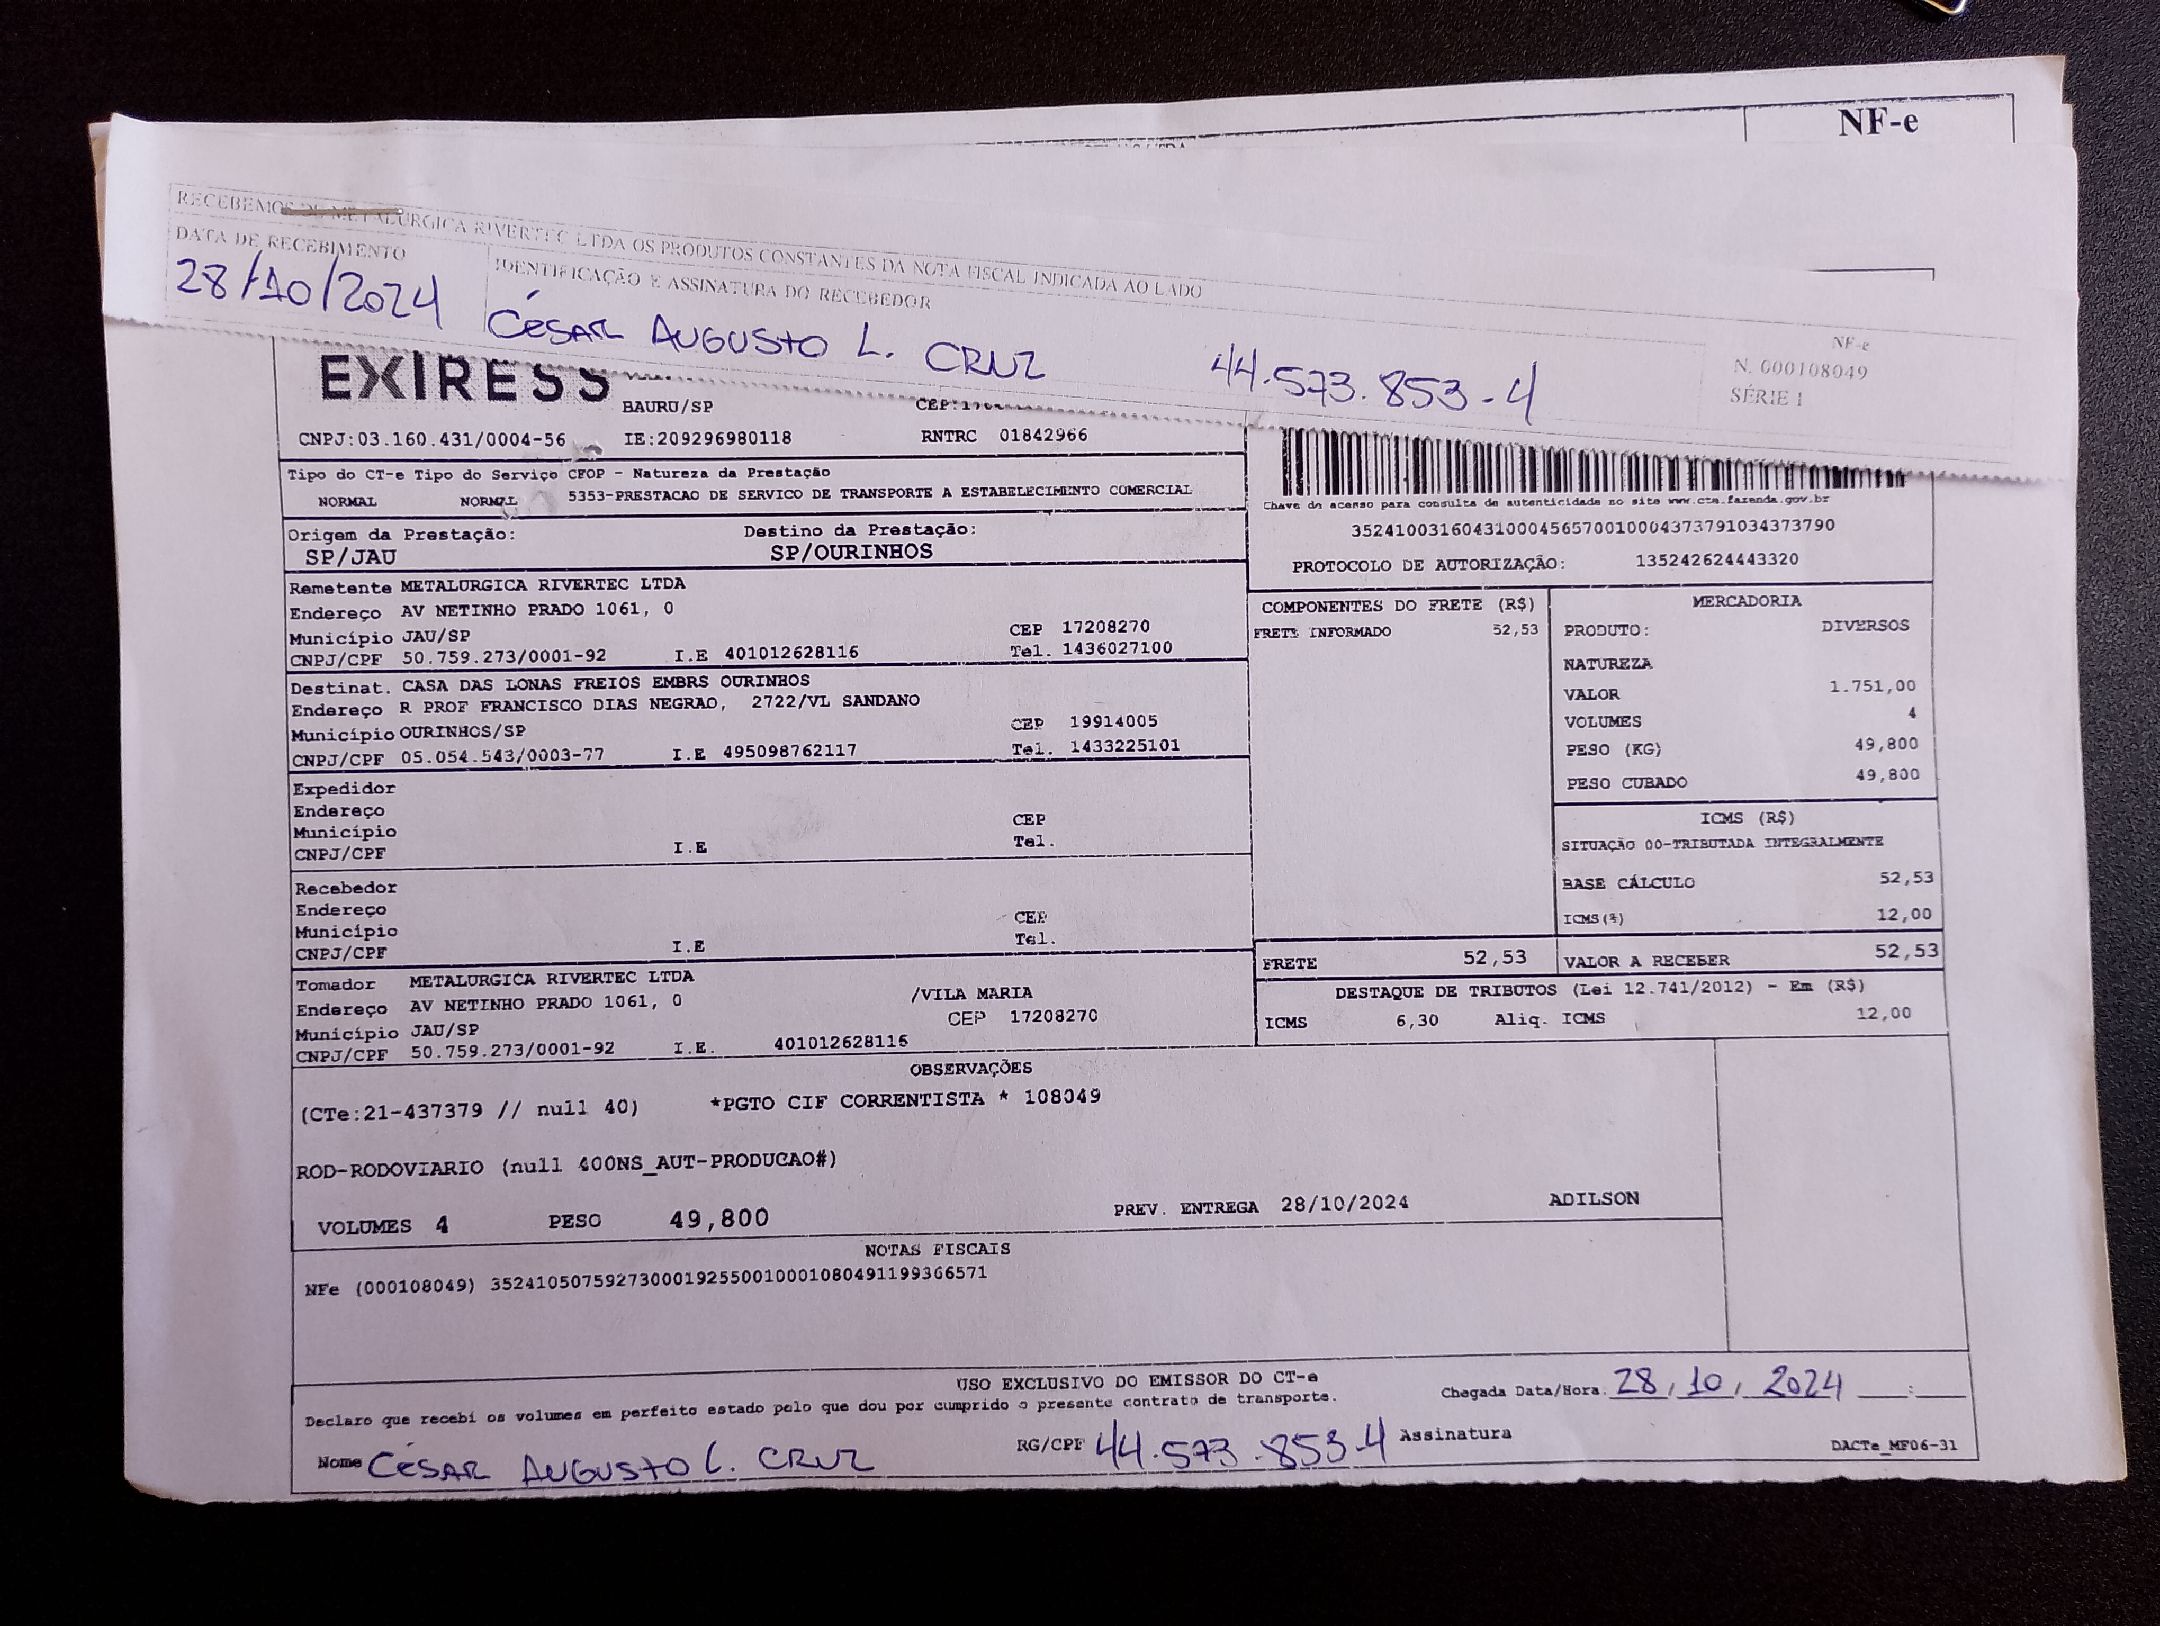 NF-e
RECEBEMOS DE METALURGICA RIVERTEC LTDA OS PRODUTOS CONSTANTES DA NOTA FISCAL INDICADA AO LADO
DATA DE RECEBIMENTO
28/10/2024
IDENTIFICAÇÃO E ASSINATURA DO RECEBEDOR
CÉSAR AUGUSTO L. CRUZ 44.573.853-4
NF-e
N. 000108049
SÉRIE 1
BAURU/SP
CNPJ:03.160.431/0004-56 IE:209296980118 RNTRC 01842966
Tipo do CT-e Tipo do Serviço CFOP - Natureza da Prestação
NORMAL NORMAL 5353-PRESTACAO DE SERVICO DE TRANSPORTE A ESTABELECIMENTO COMERCIAL
Origem da Prestação: Destino da Prestação:
SP/JAU SP/OURINHOS
Chave de acesso para consulta de autenticidade no site www.cte.fazenda.gov.br
35241003160431000456570010004373791034373790
PROTOCOLO DE AUTORIZAÇÃO: 135242624443320
Remetente METALURGICA RIVERTEC LTDA
Endereço AV NETINHO PRADO 1061, 0
Município JAU/SP CEP 17208270
CNPJ/CPF 50.759.273/0001-92 I.E 401012628116 Tel. 1436027100
Destinat. CASA DAS LONAS FREIOS EMBRS OURINHOS
Endereço R PROF FRANCISCO DIAS NEGRAO, 2722/VL SANDANO
Município OURINHOS/SP CEP 19914005
CNPJ/CPF 05.054.543/0003-77 I.E 495098762117 Tel. 1433225101
Expedidor
Endereço
Município CEP
CNPJ/CPF I.E Tel.
Recebedor
Endereço
Município CEP
CNPJ/CPF I.E Tel.
Tomador METALURGICA RIVERTEC LTDA
Endereço AV NETINHO PRADO 1061, 0 /VILA MARIA
Município JAU/SP CEP 17208270
CNPJ/CPF 50.759.273/0001-92 I.E. 401012628116
COMPONENTES DO FRETE (R$)
FRETE INFORMADO 52,53
MERCADORIA
PRODUTO: DIVERSOS
NATUREZA
VALOR 1.751,00
VOLUMES 4
PESO (KG) 49,800
PESO CUBADO 49,800
ICMS (R$)
SITUAÇÃO 00-TRIBUTADA INTEGRALMENTE
BASE CÁLCULO 52,53
ICMS(%) 12,00
FRETE 52,53 VALOR A RECEBER 52,53
DESTAQUE DE TRIBUTOS (Lei 12.741/2012) - Em (R$)
ICMS 6,30 Aliq. ICMS 12,00
OBSERVAÇÕES
(CTe:21-437379 // null 40) *PGTO CIF CORRENTISTA * 108049
ROD-RODOVIARIO (null 400NS_AUT-PRODUCAO#)
VOLUMES 4 PESO 49,800 PREV. ENTREGA 28/10/2024 ADILSON
NOTAS FISCAIS
NFe (000108049) 35241050759273000192550010001080491199366571
USO EXCLUSIVO DO EMISSOR DO CT-e
Declaro que recebi os volumes em perfeito estado pelo que dou por cumprido o presente contrato de transporte.
Chegada Data/Hora. 28, 10, 2024 ___:___
Nome CÉSAR AUGUSTO L. CRUZ RG/CPF 44.573.853-4 Assinatura
DACTe_MF06-31